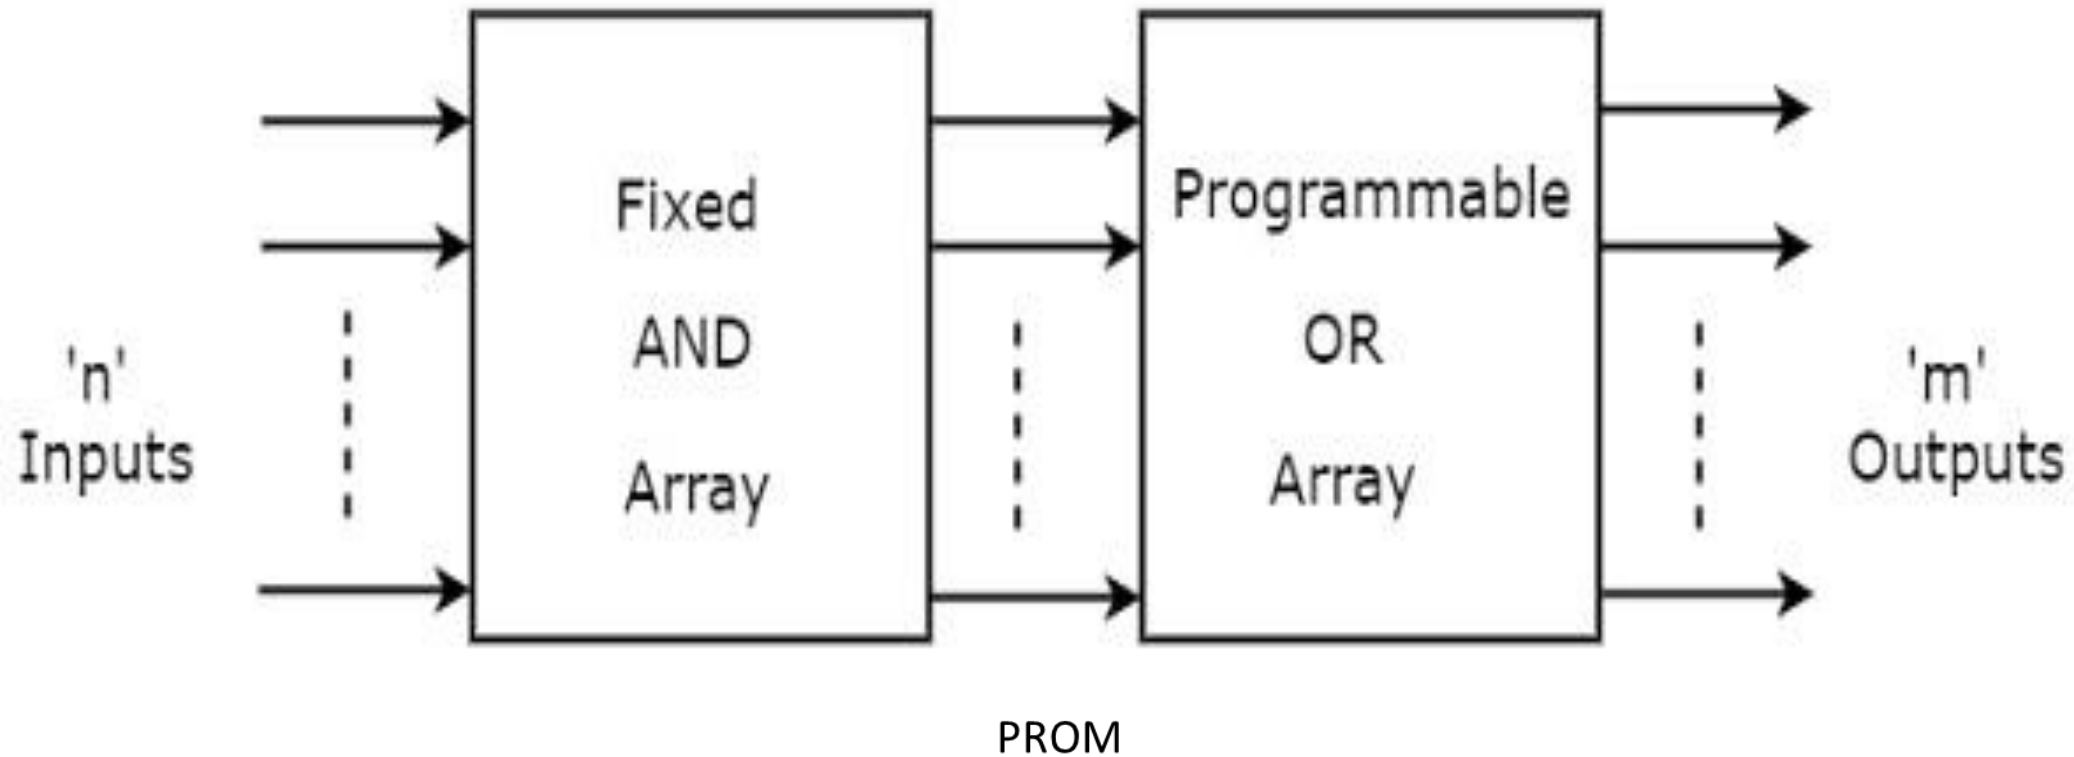 'n'
Inputs
Fixed
AND
Array
Programmable
OR
Array
'm'
Outputs
PROM